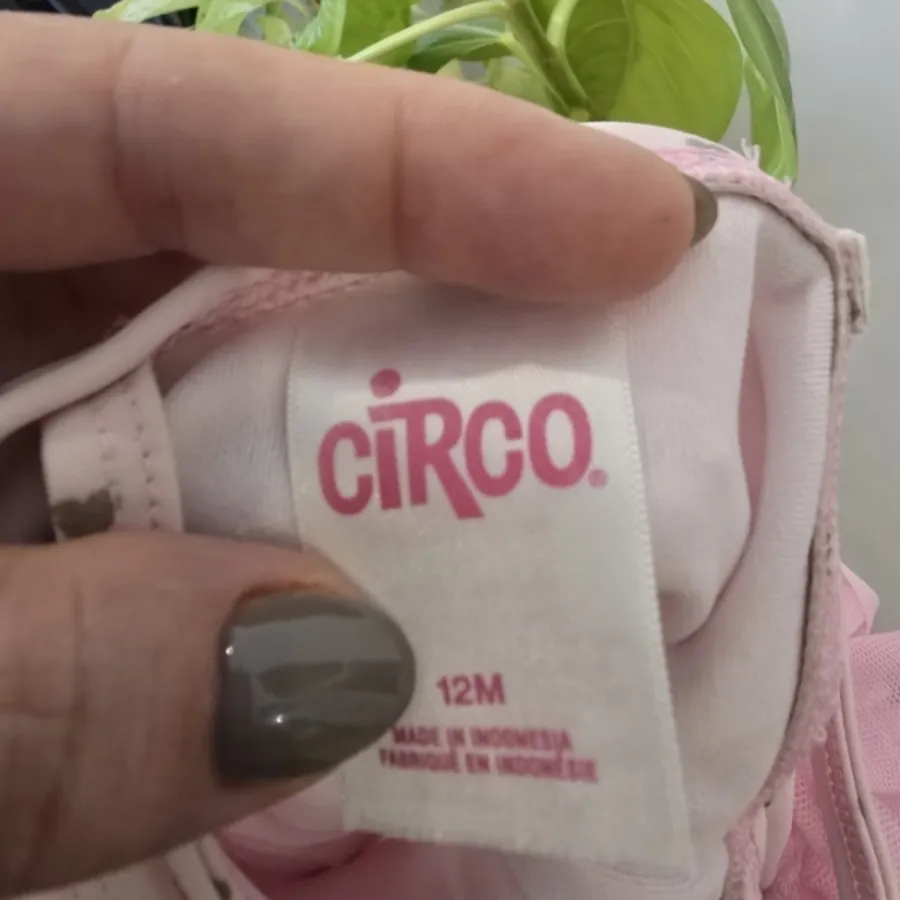 CiRCO.
12M
MADE IN INDONESIA
FABRIQUÉ EN INDONÉSIE